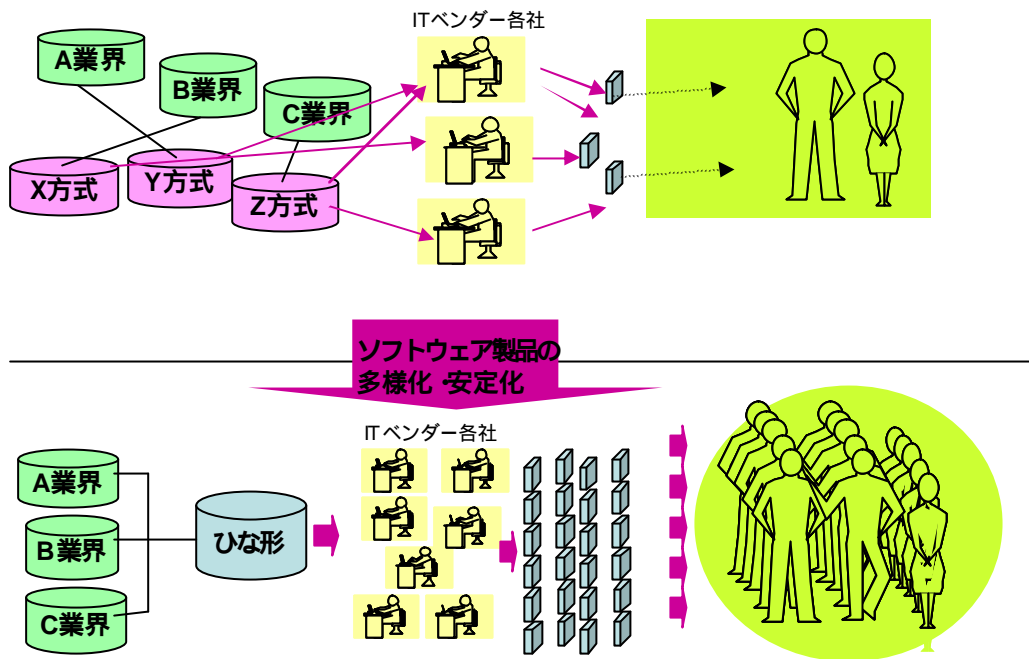 ITベンダー各社
A業界
B業界
C業界
X方式
Y方式
Z方式
ソフトウェア製品の
多様化・安定化
ITベンダー各社
A業界
B業界
C業界
ひな形